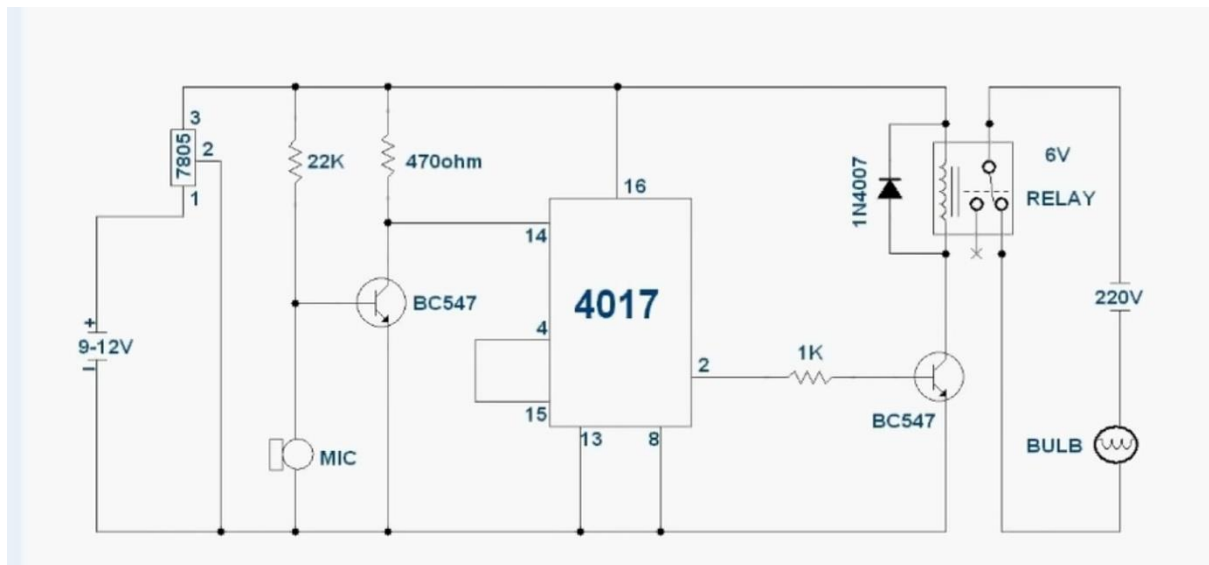 3
7805
2
1
22K
470ohm
16
1N4007
6V
RELAY
14
BC547
4017
220V
+
9-12V
–
4
2
1K
15
BC547
13
8
MIC
BULB